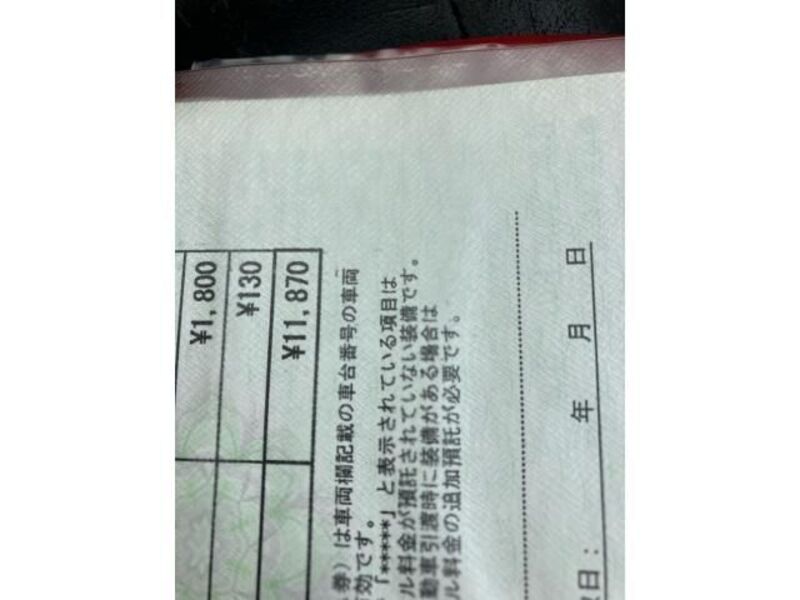 ¥1,800
¥130
¥11,870
券）は車両欄記載の車台番号の車両
効です。
「*****」と表示されている項目は
ル料金が預託されていない装備です。
動車引渡時に装備がある場合は
ル料金の追加預託が必要です。
日： 年 月 日